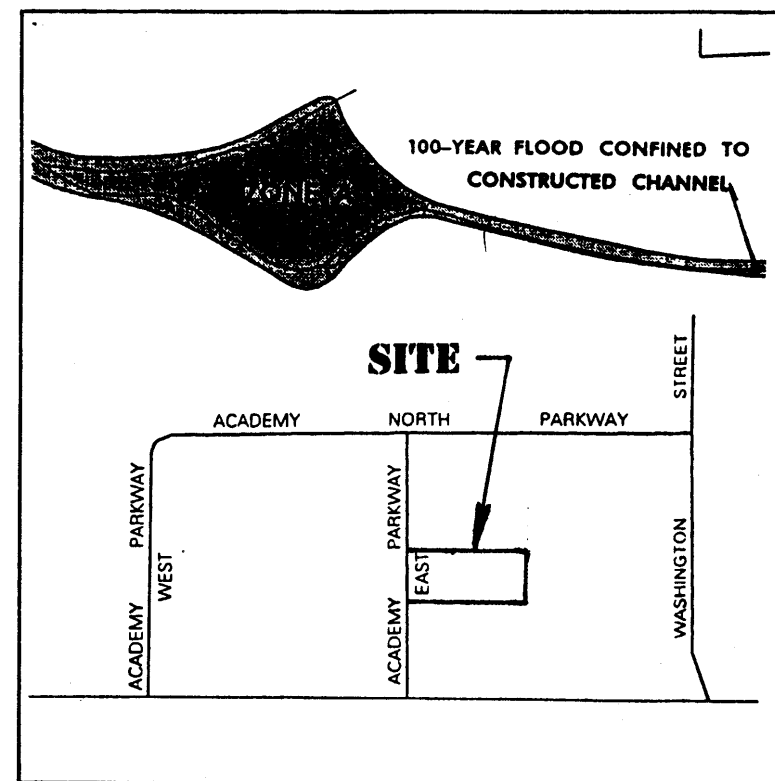 100-YEAR FLOOD CONFINED TO
CONSTRUCTED CHANNEL
ZONE A
SITE
STREET
ACADEMY NORTH PARKWAY
ACADEMY WEST PARKWAY
ACADEMY EAST PARKWAY
WASHINGTON